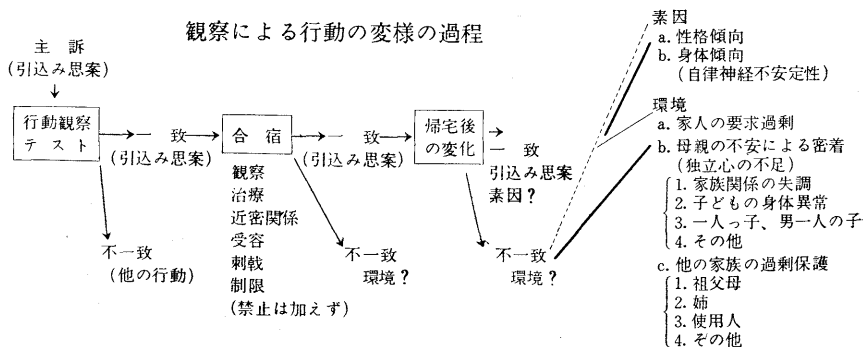 観察による行動の変様の過程
主訴
(引込み思案)
行動観察
テスト
一致
(引込み思案)
不一致
(他の行動)
合宿
観察
治療
近密関係
受容
刺戟
制限
(禁止は加えず)
一致
(引込み思案)
不一致
環境？
帰宅後
の変化
一致
引込み思案
素因？
不一致
環境？
素因
a. 性格傾向
b. 身体傾向
(自律神経不安定性)
環境
a. 家人の要求過剰
b. 母親の不安による密着
(独立心の不足)
1. 家族関係の失調
2. 子どもの身体異常
3. 一人っ子、男一人の子
4. その他
c. 他の家族の過剰保護
1. 祖父母
2. 姉
3. 使用人
4. その他